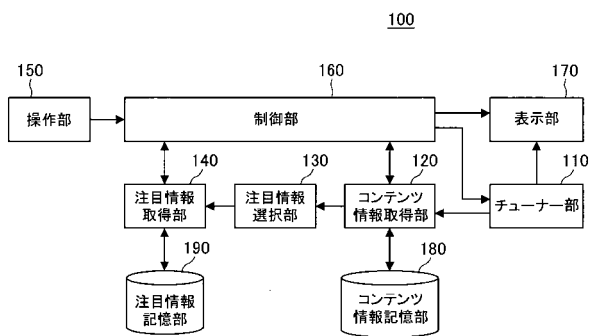 100
150
160
170
操作部
制御部
表示部
140
130
120
110
注目情報
取得部
注目情報
選択部
コンテンツ
情報取得部
チューナー部
190
180
注目情報
記憶部
コンテンツ
情報記憶部